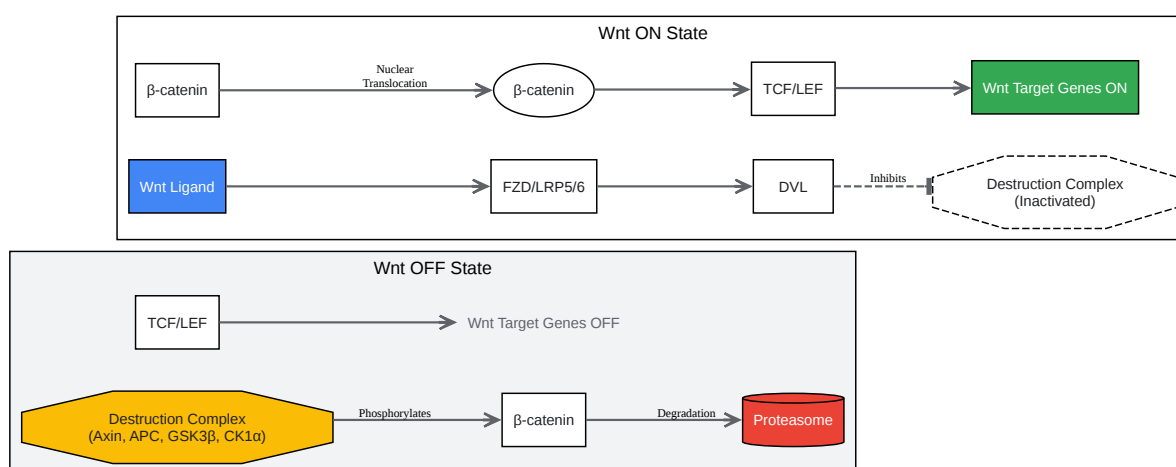 Wnt ON State
β-catenin
Nuclear
Translocation
β-catenin
TCF/LEF
Wnt Target Genes ON
Wnt Ligand
FZD/LRP5/6
DVL
Inhibits
Destruction Complex
(Inactivated)
Wnt OFF State
TCF/LEF
Wnt Target Genes OFF
Destruction Complex
(Axin, APC, GSK3β, CK1α)
Phosphorylates
β-catenin
Degradation
Proteasome